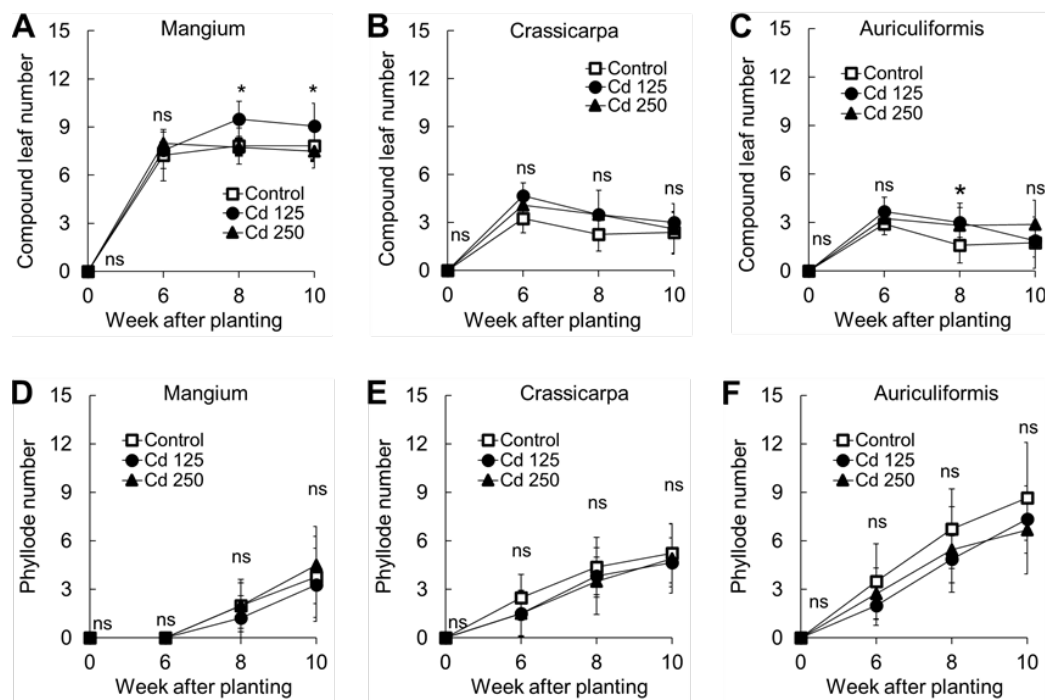 A
Mangium
Compound leaf number
15
12
9
6
3
0
ns
ns
*
*
Control
Cd 125
Cd 250
0
6
8
10
Week after planting
B
Crassicarpa
Compound leaf number
15
12
9
6
3
0
Control
Cd 125
Cd 250
ns
ns
ns
ns
0
6
8
10
Week after planting
C
Auriculiformis
Compound leaf number
15
12
9
6
3
0
Control
Cd 125
Cd 250
ns
ns
*
ns
0
6
8
10
Week after planting
D
Mangium
Phyllode number
15
12
9
6
3
0
Control
Cd 125
Cd 250
ns
ns
ns
ns
0
6
8
10
Week after planting
E
Crassicarpa
Phyllode number
15
12
9
6
3
0
Control
Cd 125
Cd 250
ns
ns
ns
ns
0
6
8
10
Week after planting
F
Auriculiformis
Phyllode number
15
12
9
6
3
0
Control
Cd 125
Cd 250
ns
ns
ns
ns
0
6
8
10
Week after planting